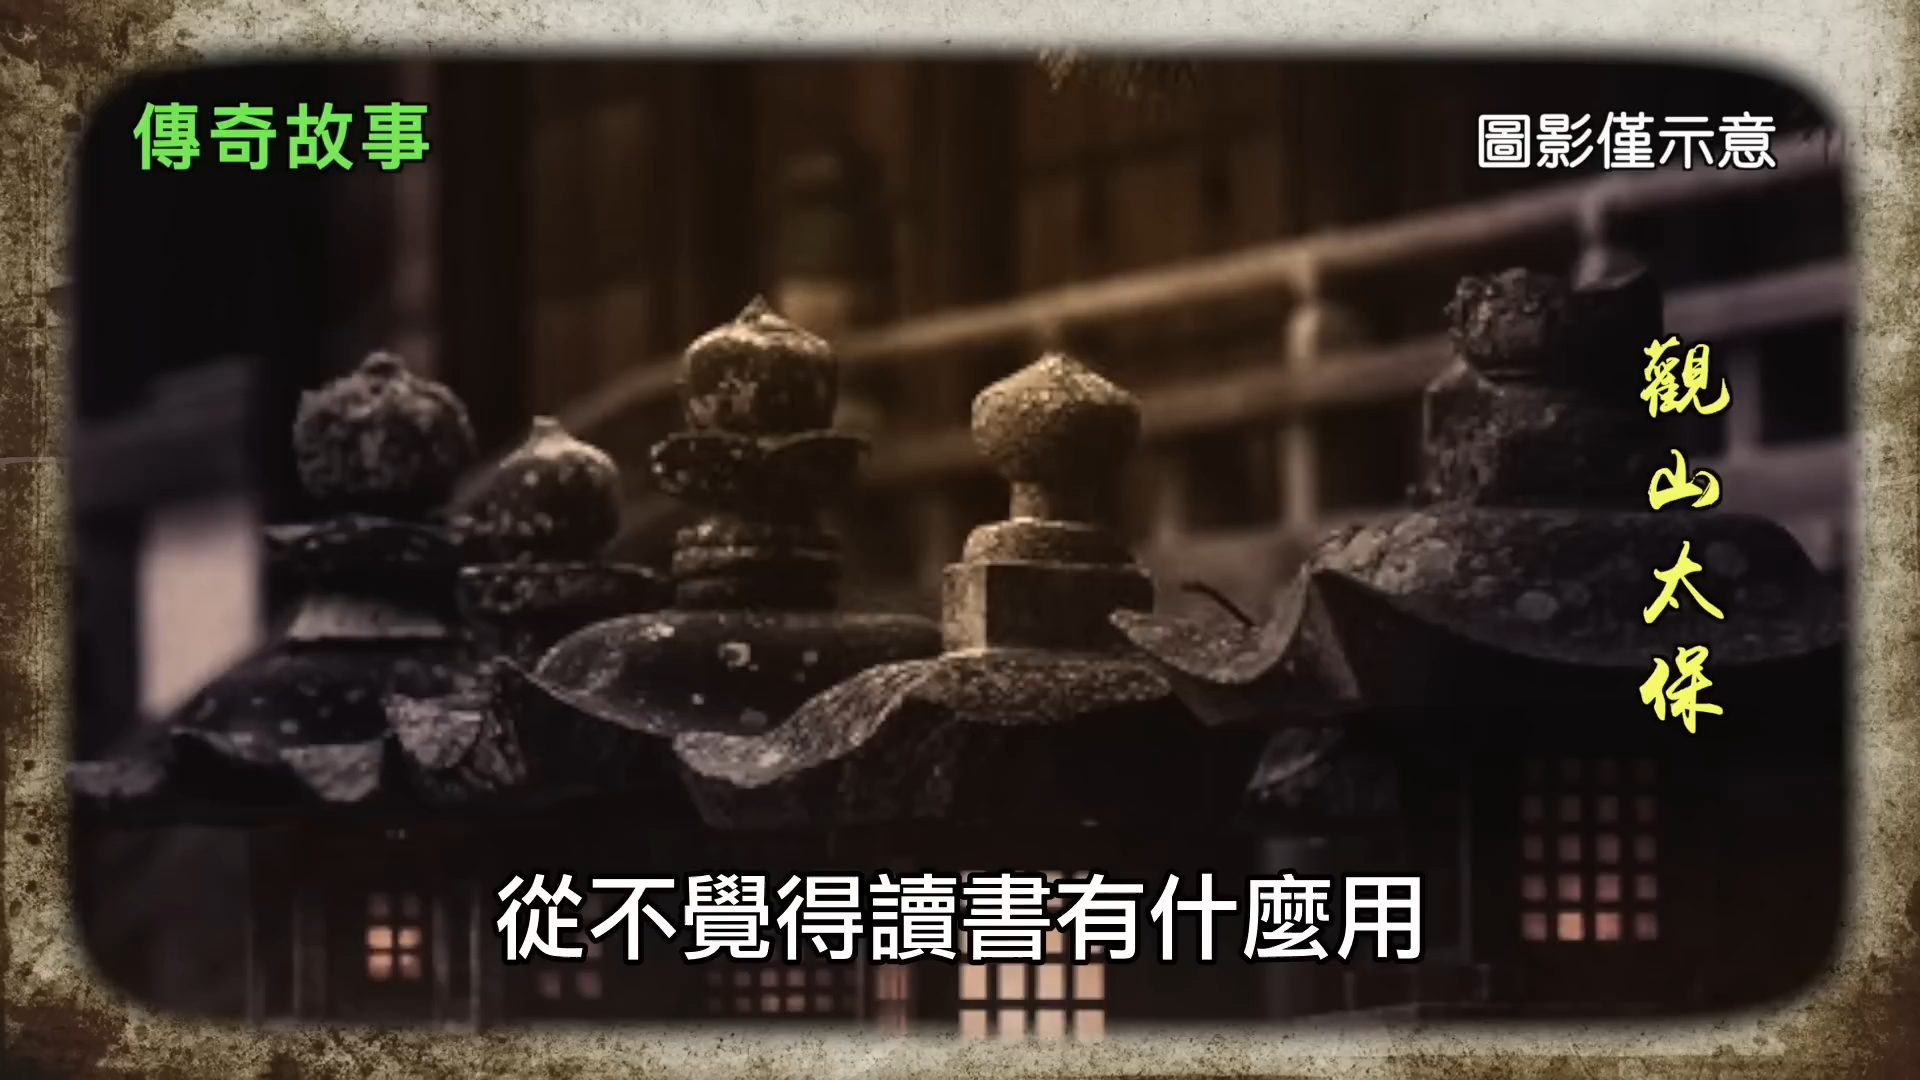 傳奇故事
圖影僅示意
觀山太保
從不覺得讀書有什麼用